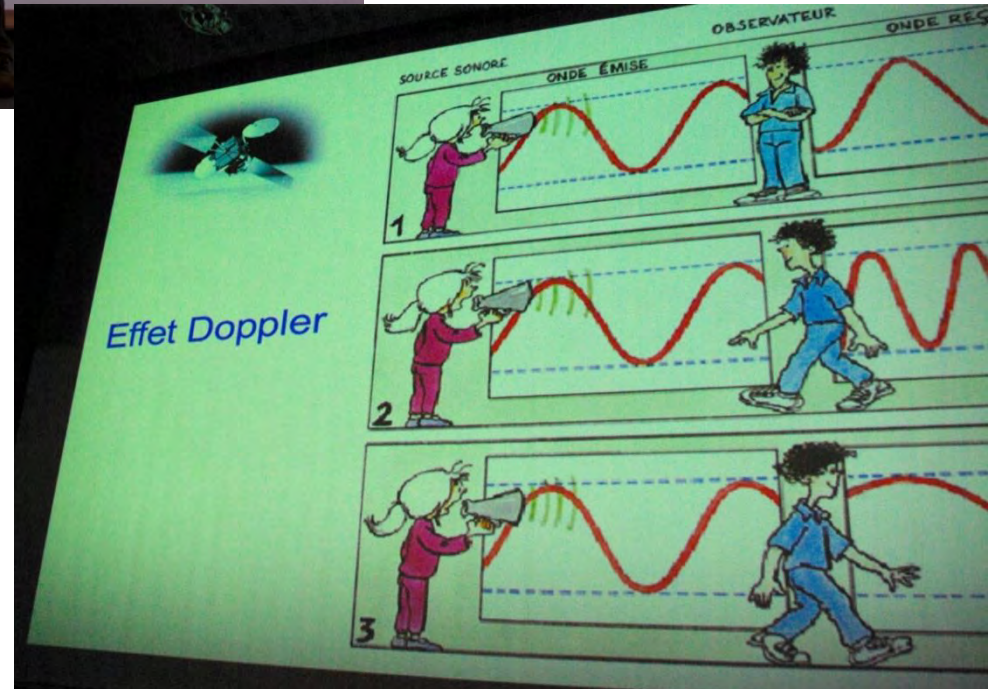 SOURCE SONORE
ONDE ÉMISE
OBSERVATEUR
Effet Doppler
1
2
3